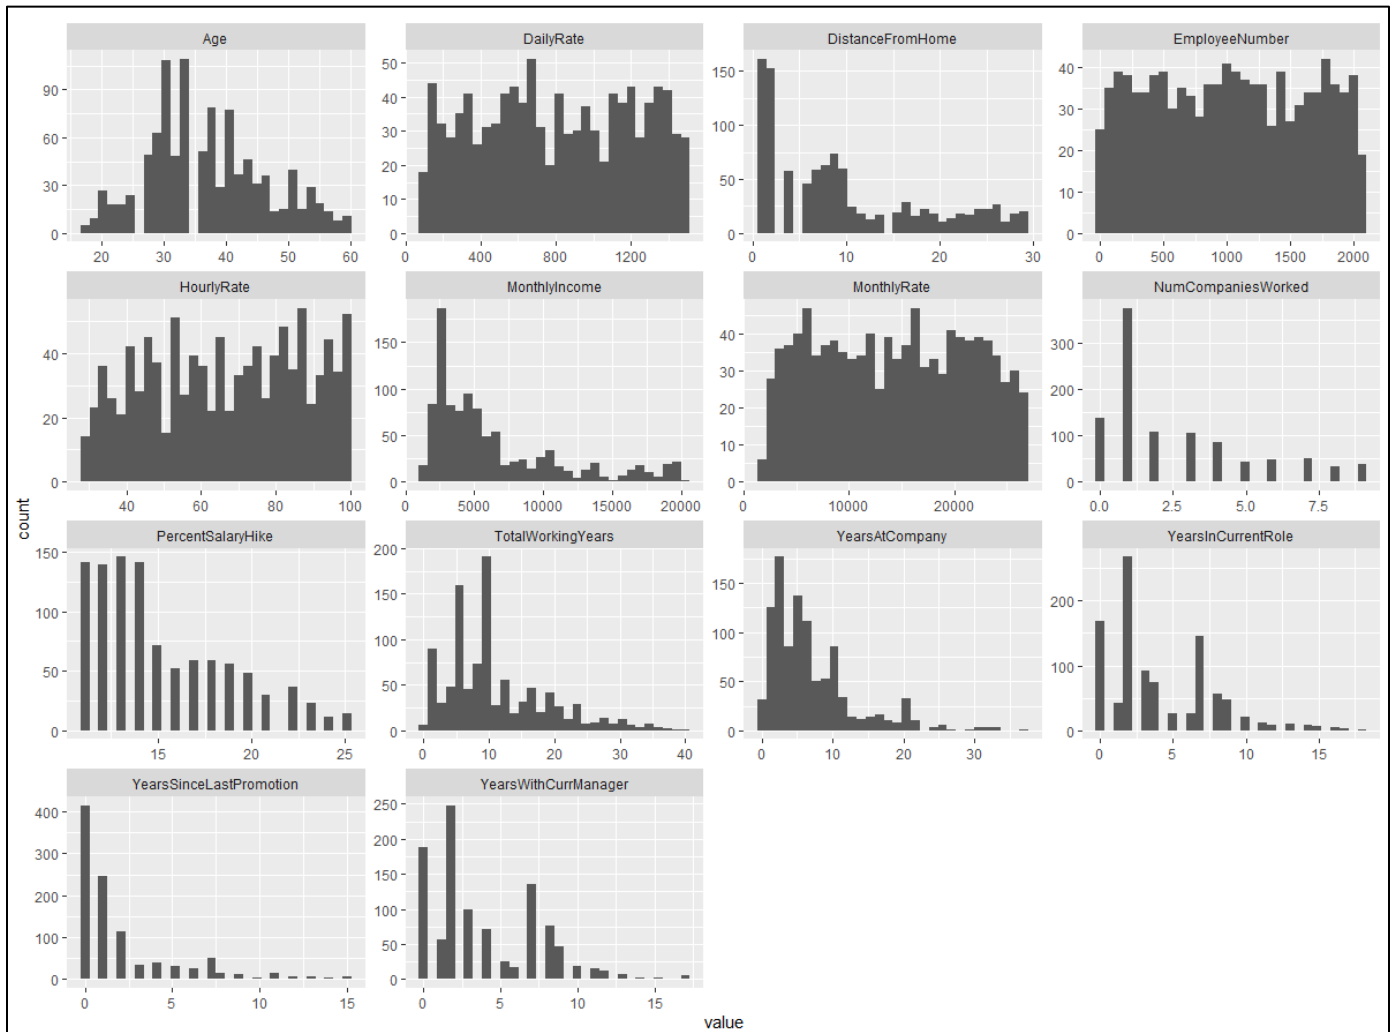 Age DailyRate DistanceFromHome EmployeeNumber
90 60 30 0
50 40 30 20 10 0
150 100 50 0
40 30 20 10 0
20 30 40 50 60
0 400 800 1200
0 10 20 30
0 500 1000 1500 2000
HourlyRate MonthlyIncome MonthlyRate NumCompaniesWorked
40 20 0
150 100 50 0
40 30 20 10 0
300 200 100 0
40 60 80 100
0 5000 10000 15000 20000
0 10000 20000
0.0 2.5 5.0 7.5
count
PercentSalaryHike TotalWorkingYears YearsAtCompany YearsInCurrentRole
150 100 50 0
200 150 100 50 0
150 100 50 0
200 100 0
15 20 25
0 10 20 30 40
0 10 20 30
0 5 10 15
YearsSinceLastPromotion YearsWithCurrManager
400 300 200 100 0
250 200 150 100 50 0
0 5 10 15
0 5 10 15
value